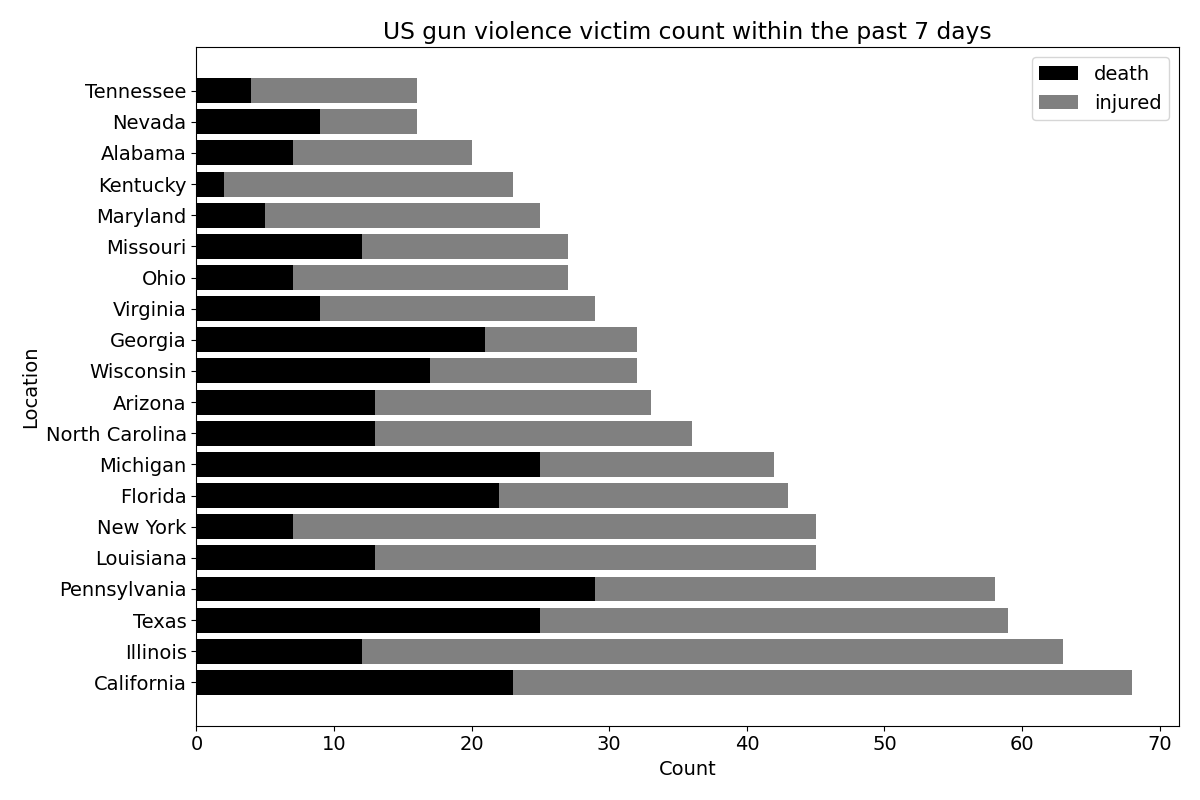 US gun violence victim count within the past 7 days
death
injured
Location
Tennessee
Nevada
Alabama
Kentucky
Maryland
Missouri
Ohio
Virginia
Georgia
Wisconsin
Arizona
North Carolina
Michigan
Florida
New York
Louisiana
Pennsylvania
Texas
Illinois
California
0 10 20 30 40 50 60 70
Count